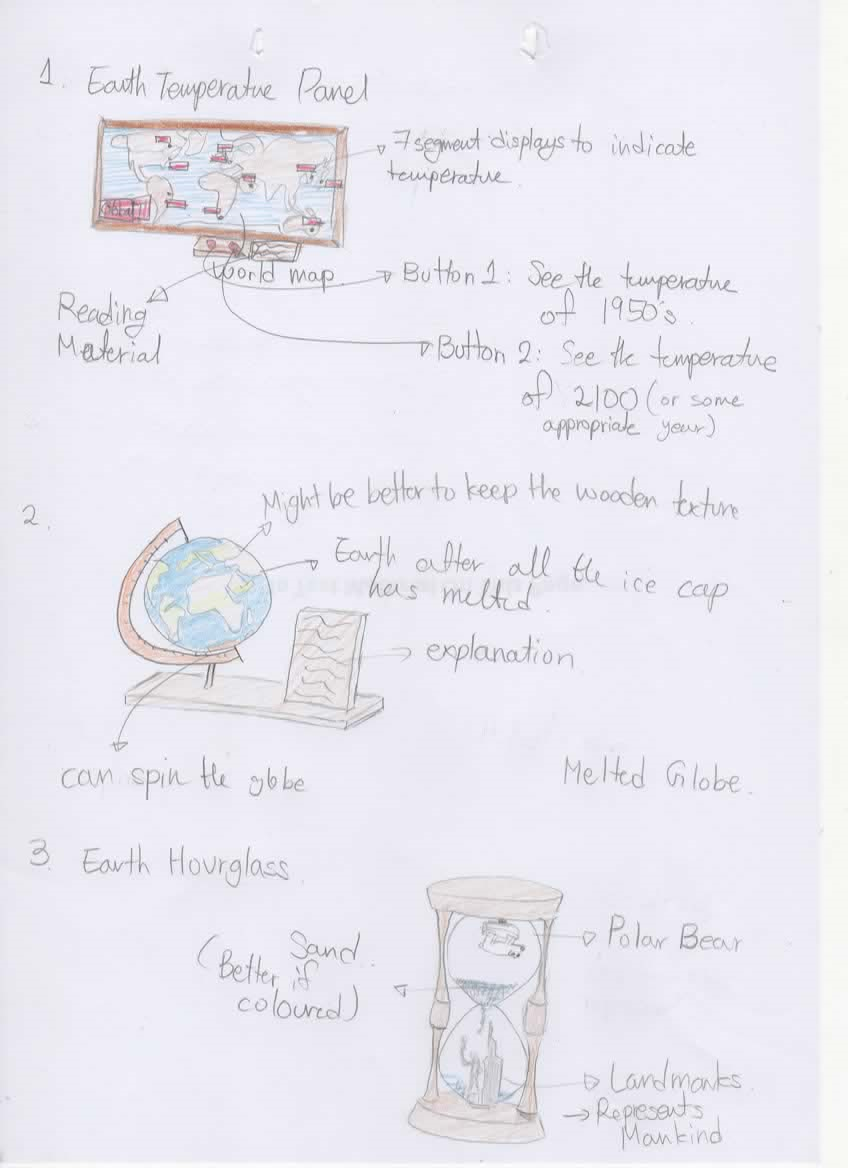 1. Earth Temperature Panel
7 segment displays to indicate
temperature.
World map
Button 1: See the temperature
of 1950's.
Reading
Material
Button 2: See the temperature
of 2100 (or some
appropriate year)
2.
Might be better to keep the wooden texture
Earth after all the ice cap
has melted.
explanation
can spin the globe
Melted Globe.
3. Earth Hourglass.
Sand.
(Better if
coloured)
Polar Bear
Landmarks.
→ Represents
Mankind